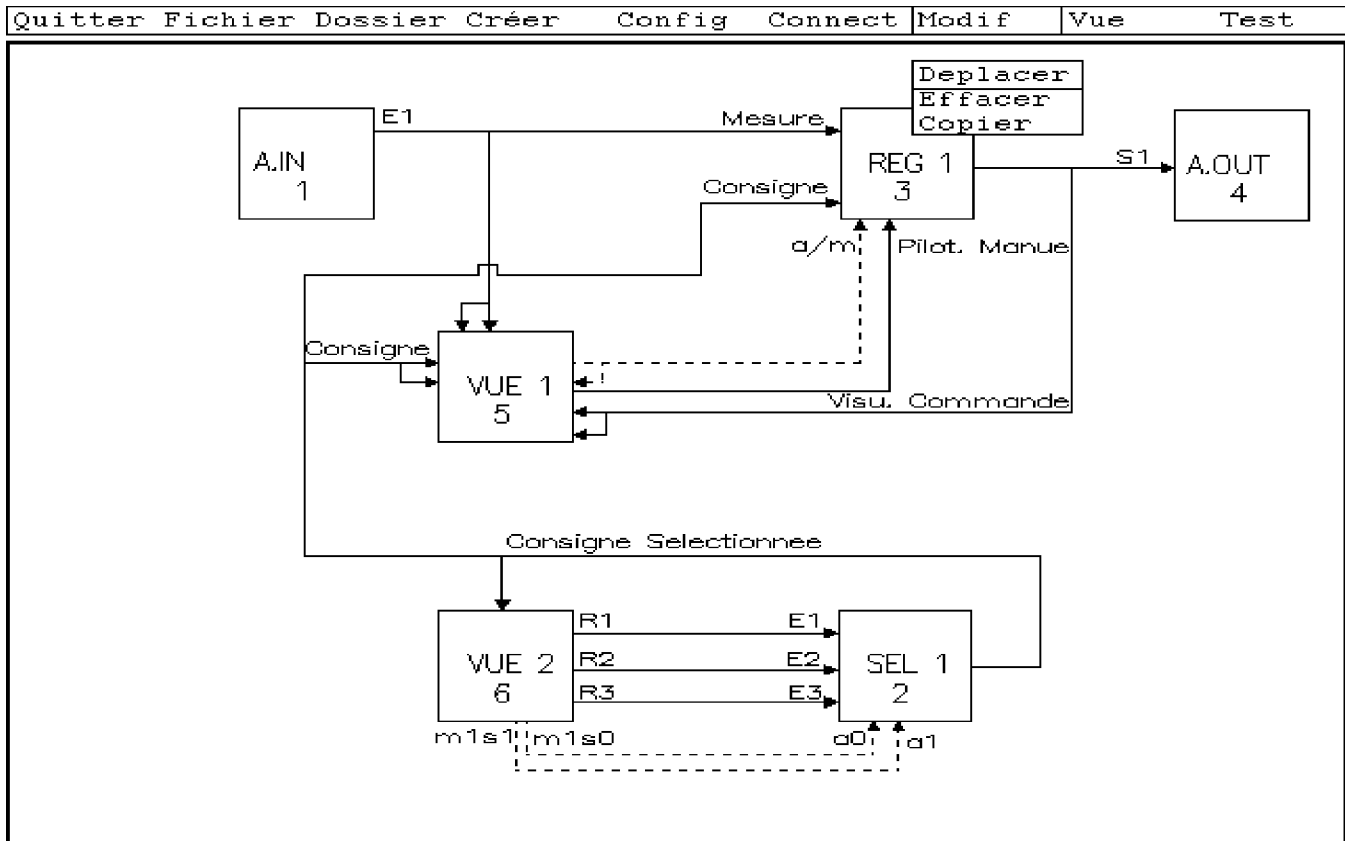 Quitter Fichier Dossier Créer Config Connect Modif Vue Test
Deplacer
Effacer
Copier
E1
Mesure
A.IN
1
REG 1
3
S1
A.OUT
4
Consigne
a/m
Pilot. Manue
Consigne
VUE 1
5
Visu. Commande
Consigne Selectionnee
VUE 2
6
R1
E1
R2
E2
R3
E3
SEL 1
2
m1s1
m1s0
a0
a1